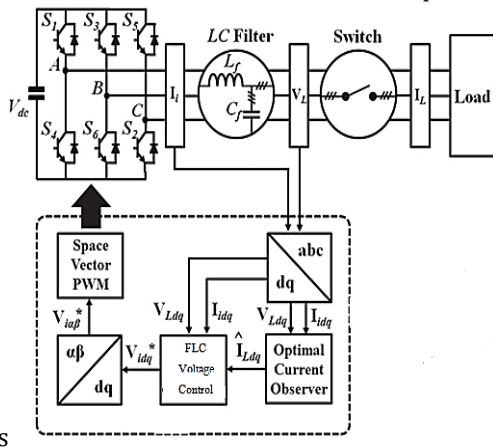 S1 S3 S5
LC Filter
Switch
A
B
C
Vdc
Ii
Lf
Cf
VL
IL
Load
S4 S6 S2
abc
dq
Space
Vector
PWM
VLdq
Iidq
VLdq
Iidq
Viαβ*
αβ
dq
Vidq*
FLC
Voltage
Control
ÎLdq
Optimal
Current
Observer
s